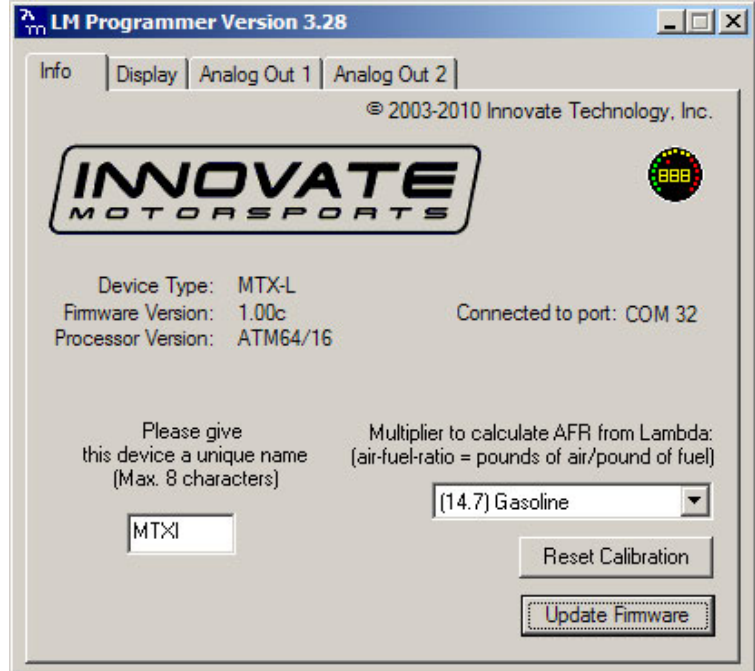 LM Programmer Version 3.28
Info Display Analog Out 1 Analog Out 2
© 2003-2010 Innovate Technology, Inc.
INNOVATE
MOTORSPORTS
888
Device Type: MTX-L
Firmware Version: 1.00c
Connected to port: COM 32
Processor Version: ATM64/16
Please give
this device a unique name
(Max. 8 characters)
Multiplier to calculate AFR from Lambda:
(air-fuel-ratio = pounds of air/pound of fuel)
(14.7) Gasoline
MTXl
Reset Calibration
Update Firmware